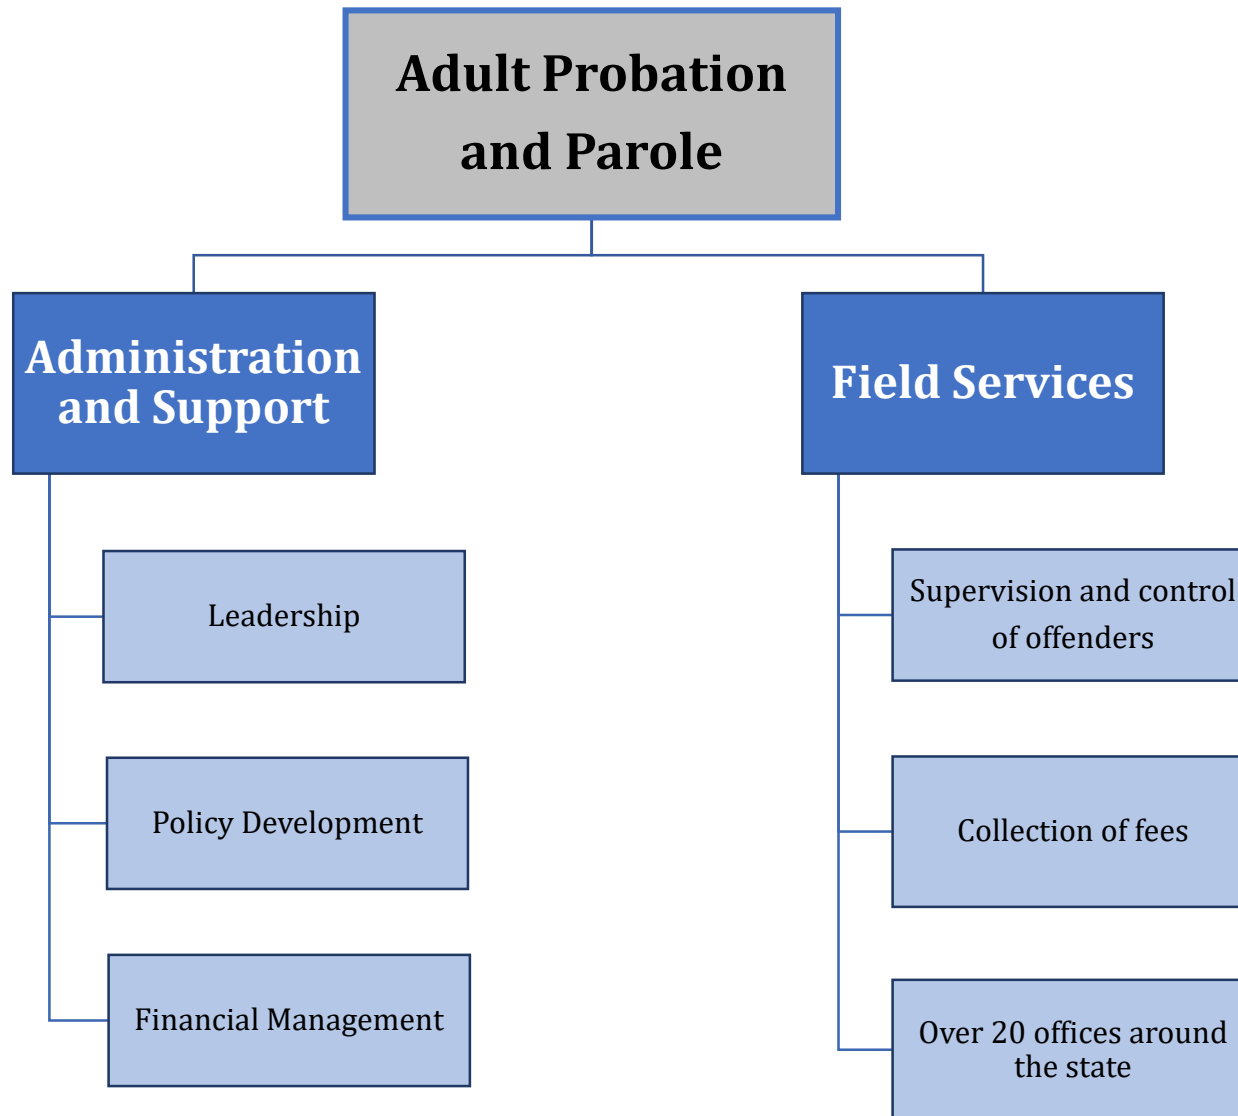 Adult Probation
and Parole
Administration
and Support
Field Services
Leadership
Supervision and control
of offenders
Policy Development
Collection of fees
Financial Management
Over 20 offices around
the state